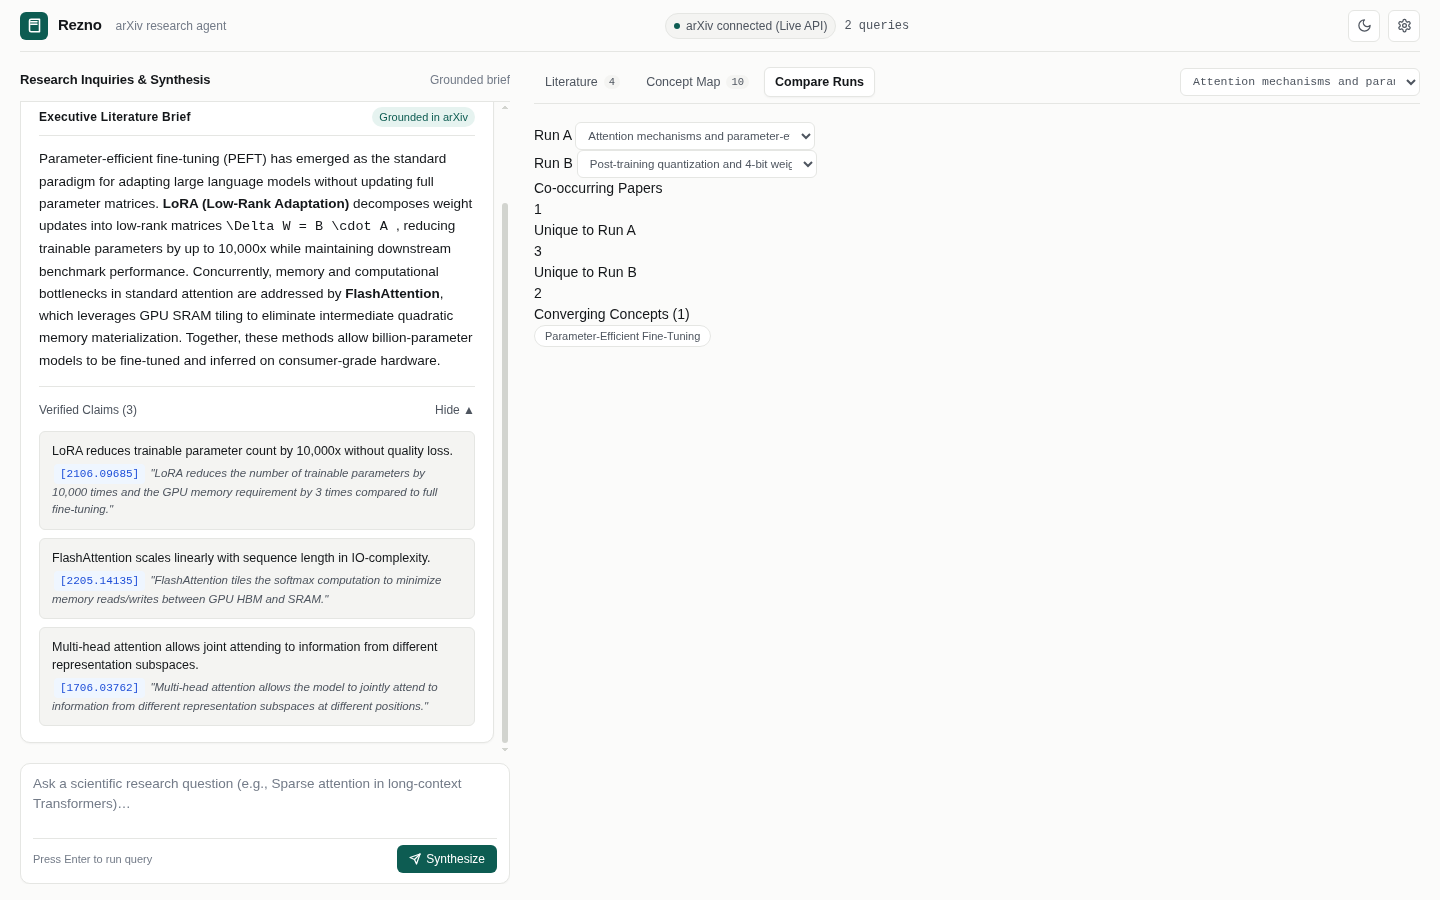 Rezno
arXiv research agent
arXiv connected (Live API)
2 queries
Research Inquiries & Synthesis
Grounded brief
Executive Literature Brief
Grounded in arXiv
Parameter-efficient fine-tuning (PEFT) has emerged as the standard
paradigm for adapting large language models without updating full
parameter matrices. LoRA (Low-Rank Adaptation) decomposes weight
updates into low-rank matrices \Delta W = B \cdot A , reducing
trainable parameters by up to 10,000x while maintaining downstream
benchmark performance. Concurrently, memory and computational
bottlenecks in standard attention are addressed by FlashAttention,
which leverages GPU SRAM tiling to eliminate intermediate quadratic
memory materialization. Together, these methods allow billion-parameter
models to be fine-tuned and inferred on consumer-grade hardware.
Verified Claims (3)
Hide ▲
LoRA reduces trainable parameter count by 10,000x without quality loss.
[2106.09685] "LoRA reduces the number of trainable parameters by
10,000 times and the GPU memory requirement by 3 times compared to full
fine-tuning."
FlashAttention scales linearly with sequence length in IO-complexity.
[2205.14135] "FlashAttention tiles the softmax computation to minimize
memory reads/writes between GPU HBM and SRAM."
Multi-head attention allows joint attending to information from different
representation subspaces.
[1706.03762] "Multi-head attention allows the model to jointly attend to
information from different representation subspaces at different positions."
Ask a scientific research question (e.g., Sparse attention in long-context
Transformers)…
Press Enter to run query
Synthesize
Literature 4
Concept Map 10
Compare Runs
Attention mechanisms and paran
Run A Attention mechanisms and parameter-e
Run B Post-training quantization and 4-bit weig
Co-occurring Papers
1
Unique to Run A
3
Unique to Run B
2
Converging Concepts (1)
Parameter-Efficient Fine-Tuning